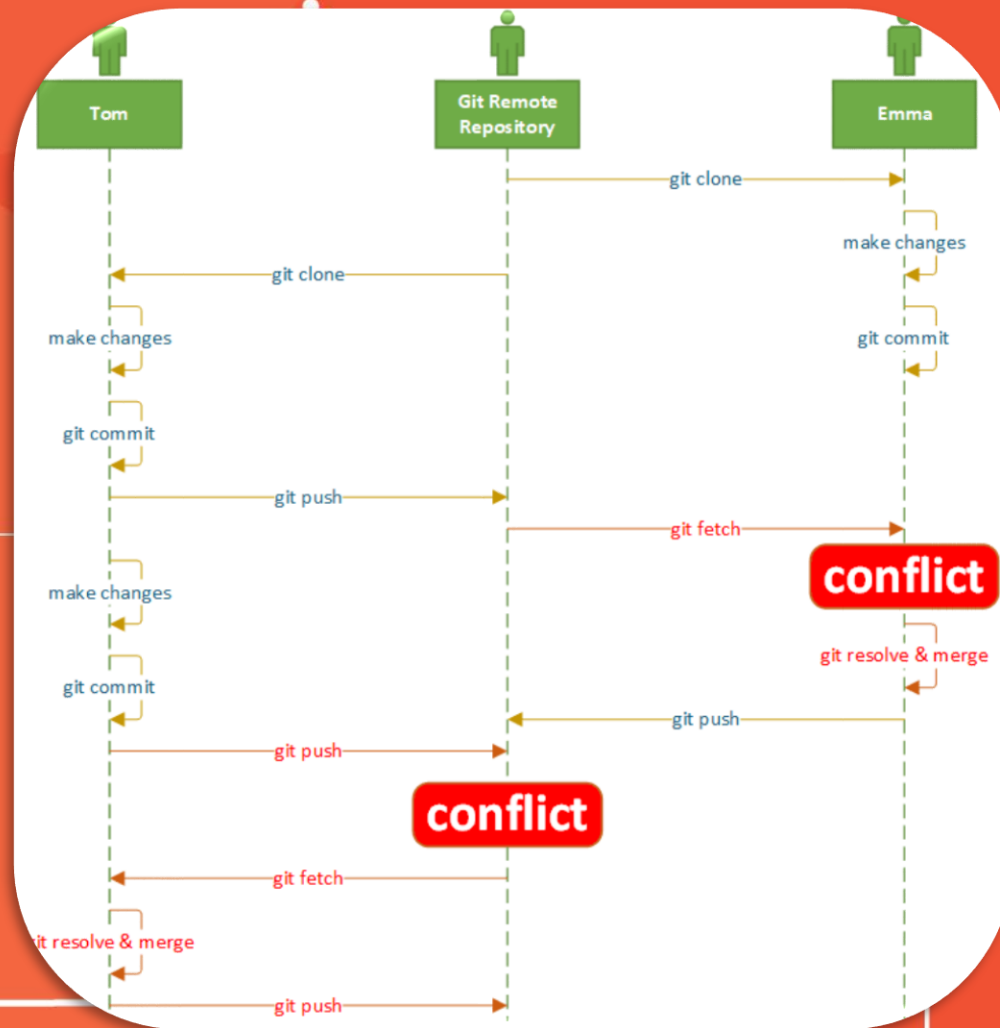 Tom
Git Remote
Repository
Emma
git clone
make changes
git clone
make changes
git commit
git commit
git push
git fetch
conflict
make changes
git resolve & merge
git commit
git push
git push
conflict
git fetch
it resolve & merge
git push